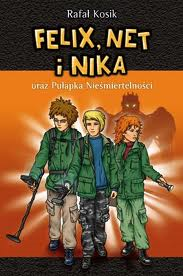 Rafał Kosik
FELIX, NET
i NIKA
oraz Pułapka Nieśmiertelności